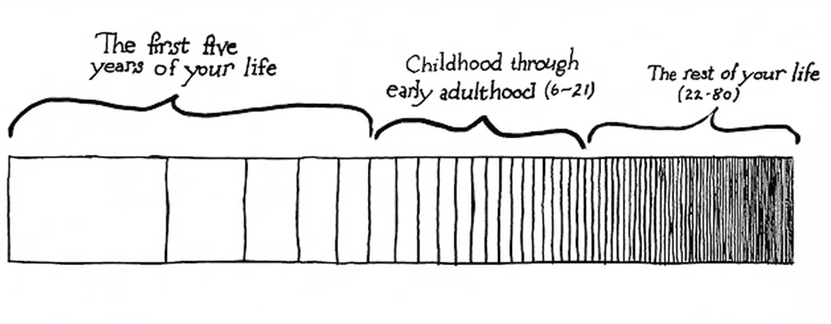 The first five
years of your life
Childhood through
early adulthood (6-21)
The rest of your life
(22-80)